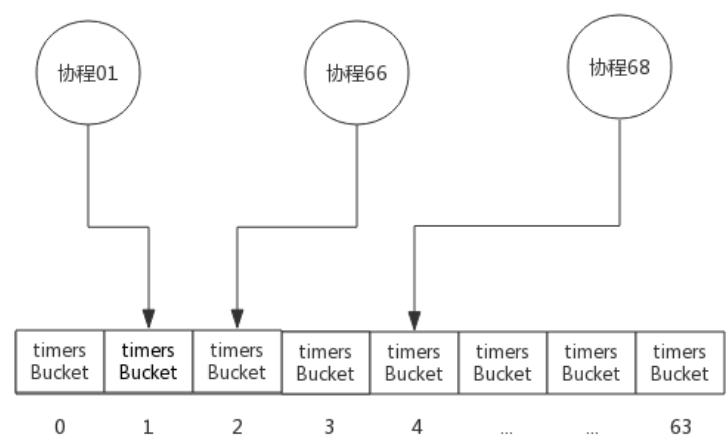 协程01
协程66
协程68
timers
Bucket
timers
Bucket
timers
Bucket
timers
Bucket
timers
Bucket
timers
Bucket
timers
Bucket
timers
Bucket
0
1
2
3
4
...
...
63